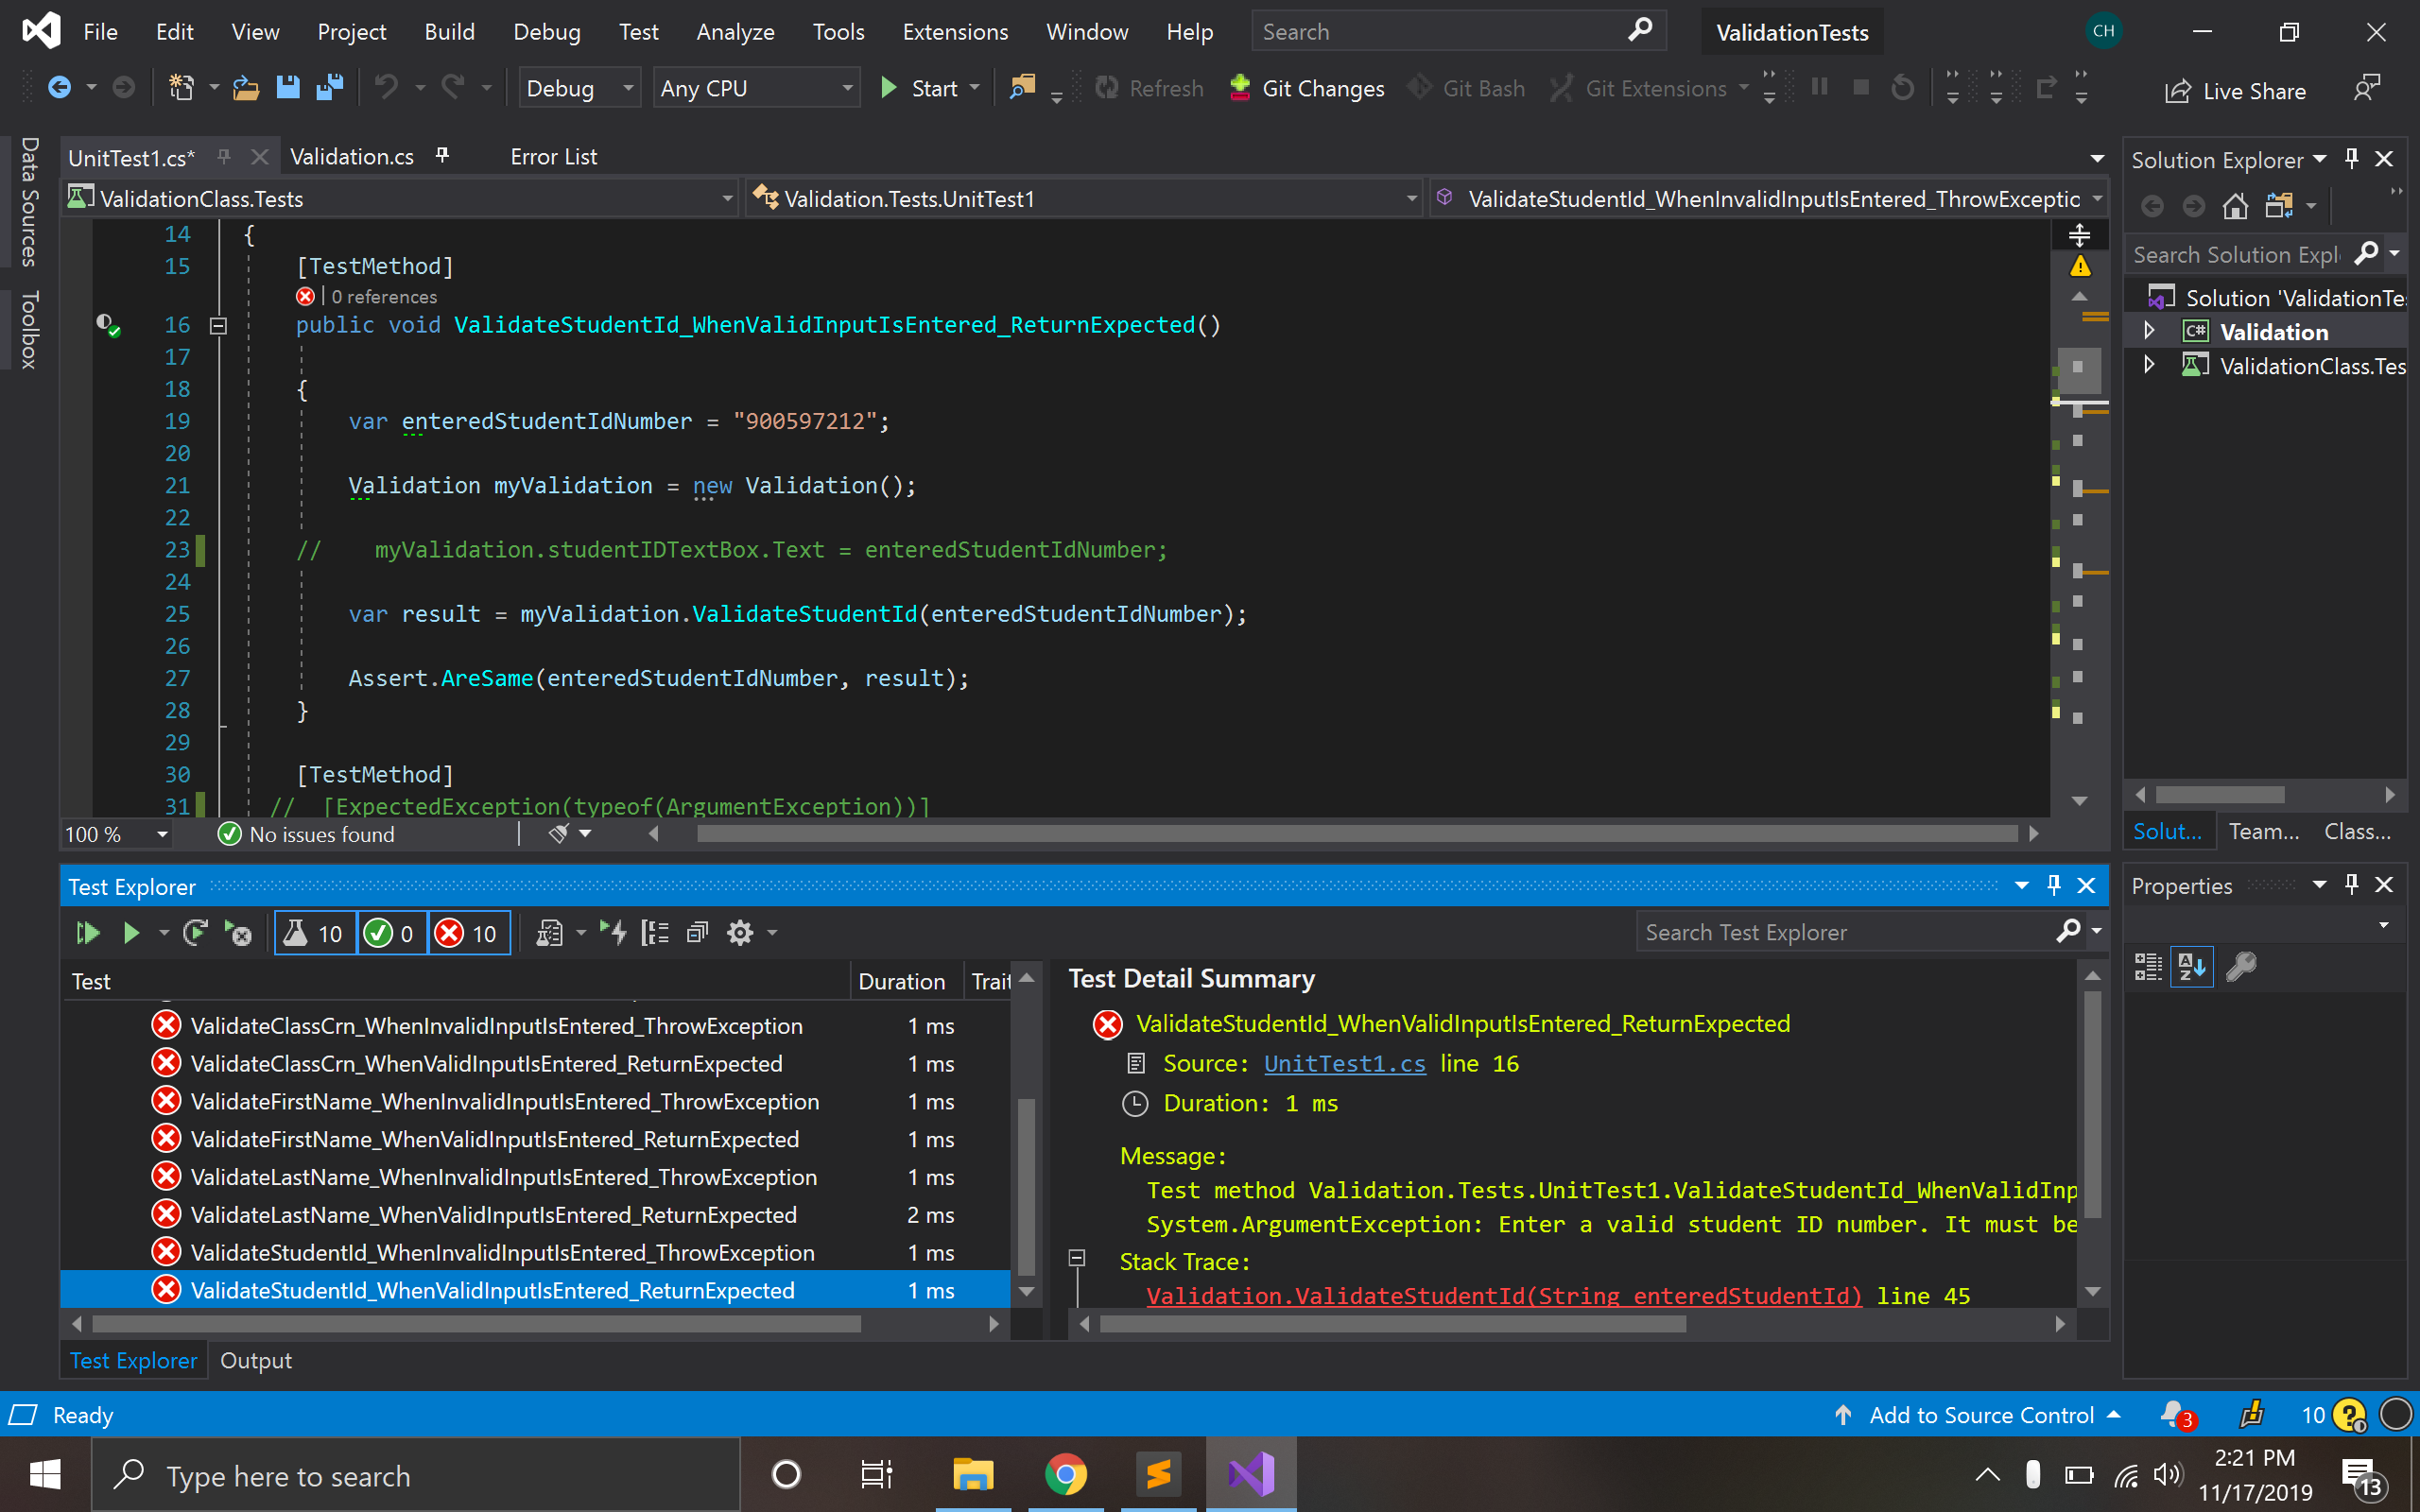 File Edit View Project Build Debug Test Analyze Tools Extensions Window Help Search ValidationTests CH
Debug Any CPU Start Refresh Git Changes Git Bash Git Extensions Live Share
Data Sources
Toolbox
UnitTest1.cs* Validation.cs Error List
ValidationClass.Tests Validation.Tests.UnitTest1 ValidateStudentId_WhenInvalidInputIsEntered_ThrowExceptic
14 {
15 [TestMethod]
0 references
16 public void ValidateStudentId_WhenValidInputIsEntered_ReturnExpected()
17
18 {
19 var enteredStudentIdNumber = "900597212";
20
21 Validation myValidation = new Validation();
22
23 // myValidation.studentIDTextBox.Text = enteredStudentIdNumber;
24
25 var result = myValidation.ValidateStudentId(enteredStudentIdNumber);
26
27 Assert.AreSame(enteredStudentIdNumber, result);
28 }
29
30 [TestMethod]
31 // [ExpectedException(typeof(ArgumentException))]
100 % No issues found
Solution Explorer
Search Solution Expl
Solution 'ValidationTe
C# Validation
ValidationClass.Tes
Solut... Team... Class...
Properties
Test Explorer
10 0 10 Search Test Explorer
Test Duration Trait
ValidateClassCrn_WhenInvalidInputIsEntered_ThrowException 1 ms
ValidateClassCrn_WhenValidInputIsEntered_ReturnExpected 1 ms
ValidateFirstName_WhenInvalidInputIsEntered_ThrowException 1 ms
ValidateFirstName_WhenValidInputIsEntered_ReturnExpected 1 ms
ValidateLastName_WhenInvalidInputIsEntered_ThrowException 1 ms
ValidateLastName_WhenValidInputIsEntered_ReturnExpected 2 ms
ValidateStudentId_WhenInvalidInputIsEntered_ThrowException 1 ms
ValidateStudentId_WhenValidInputIsEntered_ReturnExpected 1 ms
Test Detail Summary
ValidateStudentId_WhenValidInputIsEntered_ReturnExpected
Source: UnitTest1.cs line 16
Duration: 1 ms
Message:
Test method Validation.Tests.UnitTest1.ValidateStudentId_WhenValidInp
System.ArgumentException: Enter a valid student ID number. It must be
Stack Trace:
Validation.ValidateStudentId(String enteredStudentId) line 45
Test Explorer Output
Ready Add to Source Control 3 10
Type here to search
2:21 PM
11/17/2019
13